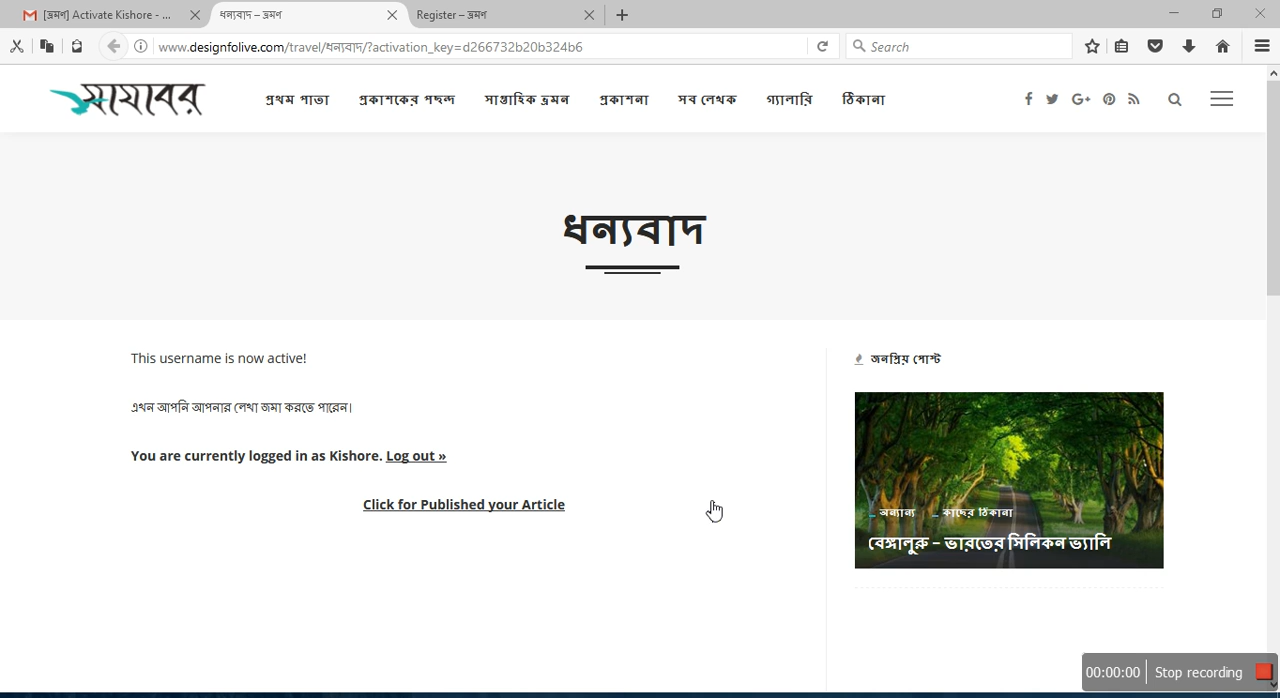 [ভ্রমণ] Activate Kishore - ...
ধন্যবাদ – ভ্রমণ
Register – ভ্রমণ
www.designfolive.com/travel/ধন্যবাদ/?activation_key=d266732b20b324b6
Search
যাযাবর
প্রথম পাতা
প্রকাশকের পছন্দ
সাপ্তাহিক ভ্রমন
প্রকাশনা
সব লেখক
গ্যালারি
ঠিকানা
ধন্যবাদ
This username is now active!
এখন আপনি আপনার লেখা জমা করতে পারেন।
You are currently logged in as Kishore. Log out »
Click for Published your Article
জনপ্রিয় পোস্ট
অন্যান্য
কাছের ঠিকানা
বেঙ্গালুরু – ভারতের সিলিকন ভ্যালি
00:00:00
Stop recording